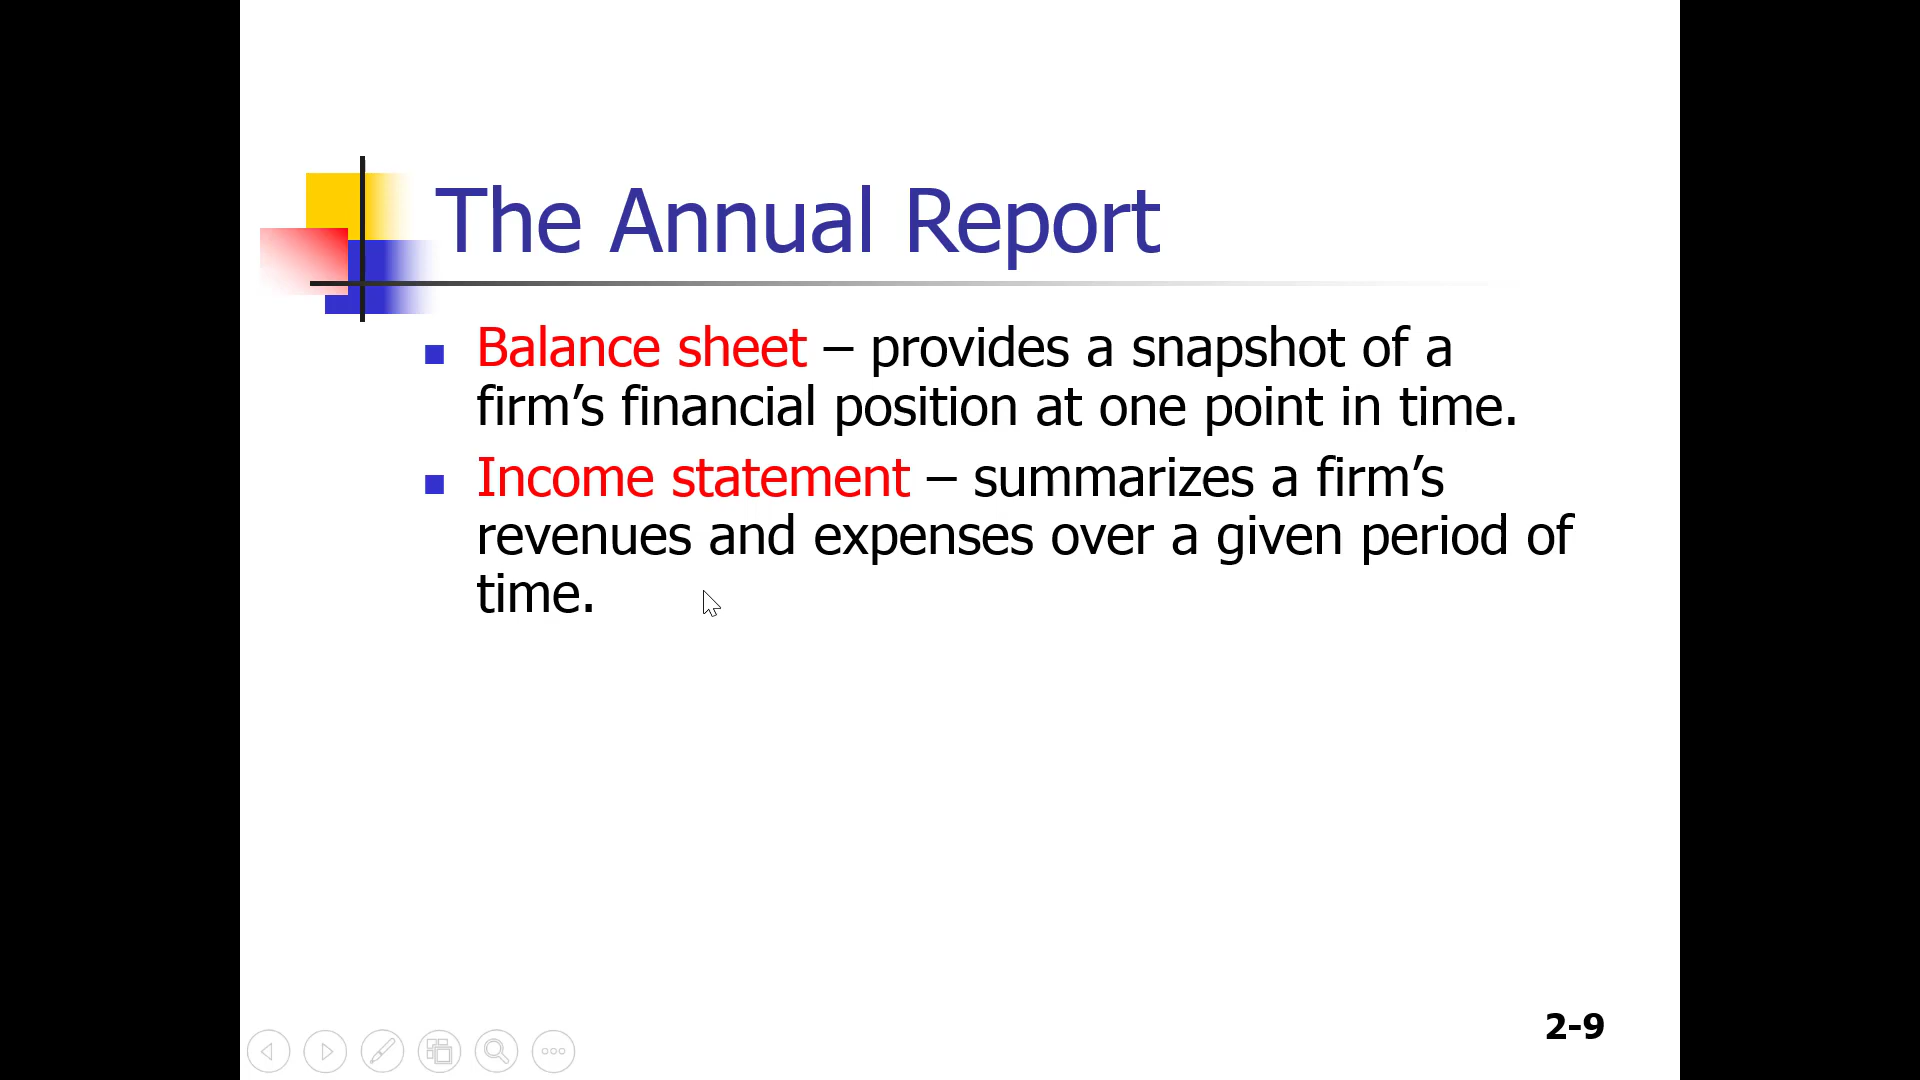 The Annual Report
Balance sheet – provides a snapshot of a
firm’s financial position at one point in time.
Income statement – summarizes a firm’s
revenues and expenses over a given period of
time.
2-9